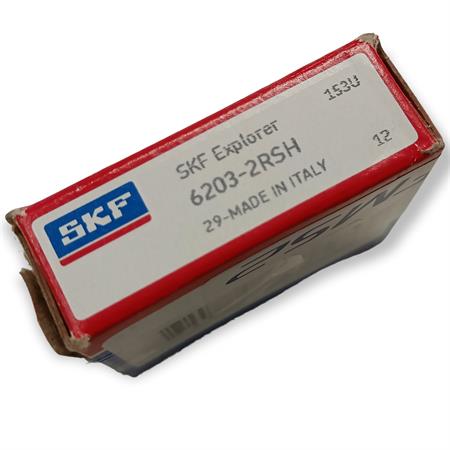 SKF
SKF Explorer
6203-2RSH
29-MADE IN ITALY
153U
12